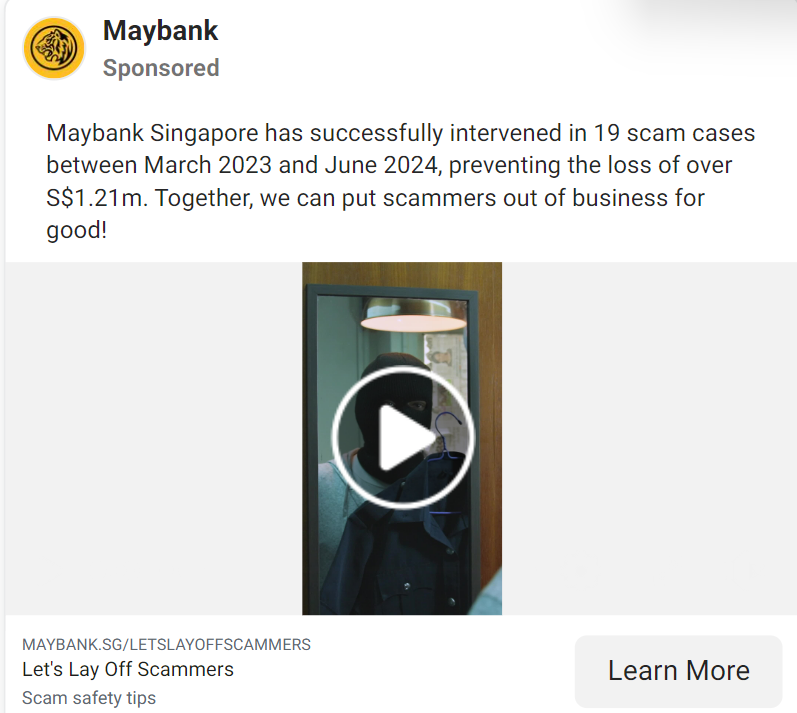 Maybank
Sponsored
Maybank Singapore has successfully intervened in 19 scam cases
between March 2023 and June 2024, preventing the loss of over
S$1.21m. Together, we can put scammers out of business for
good!
MAYBANK.SG/LETSLAYOFFSCAMMERS
Let's Lay Off Scammers
Scam safety tips
Learn More